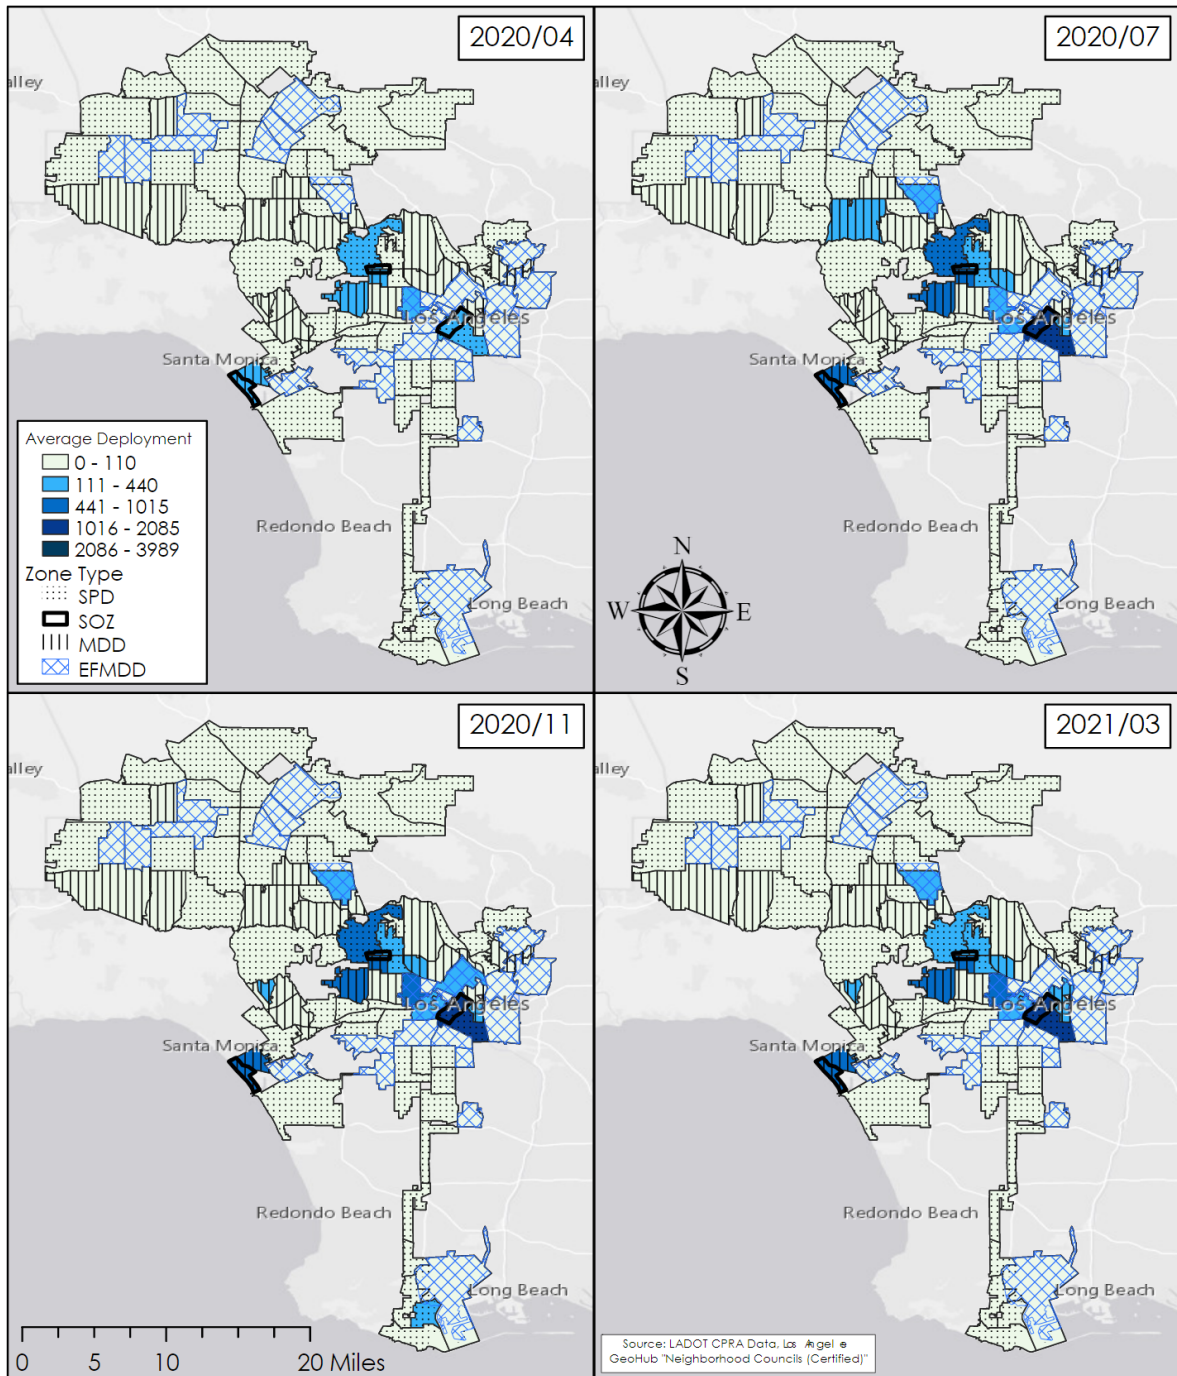 2020/04
alley
Los Angeles
Santa Monica
Average Deployment
0 - 110
111 - 440
441 - 1015
1016 - 2085
2086 - 3989
Zone Type
SPD
SOZ
MDD
EFMDD
Redondo Beach
Long Beach
2020/07
alley
Los Angeles
Santa Monica
Redondo Beach
N
W
E
S
Long Beach
2020/11
alley
Los Angeles
Santa Monica
Redondo Beach
Long Beach
0 5 10 20 Miles
2021/03
alley
Los Angeles
Santa Monica
Redondo Beach
Long Beach
Source: LADOT CPRA Data, Los Angeles
GeoHub "Neighborhood Councils (Certified)"